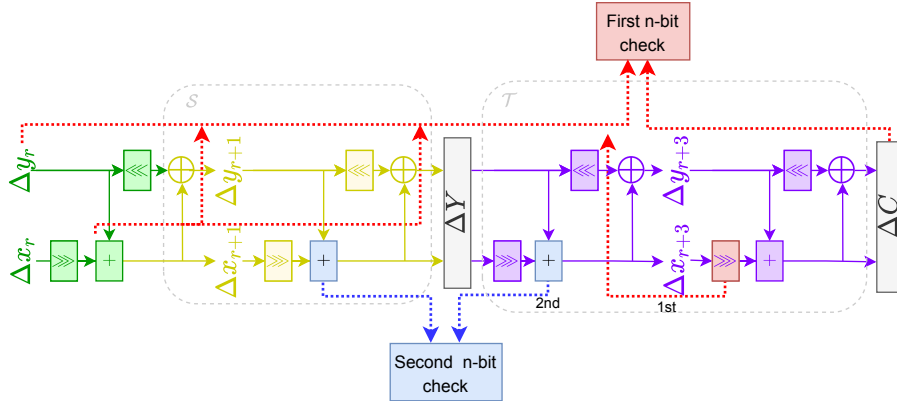 First n-bit
check
𝒮
𝒯
Δy_r
⋘
Δy_{r+1}
⋘
ΔY
⋘
Δy_{r+3}
⋘
ΔC
Δx_r
⋙
+
Δx_{r+1}
⋙
+
⋙
+
Δx_{r+3}
⋙
+
2nd
1st
Second n-bit
check